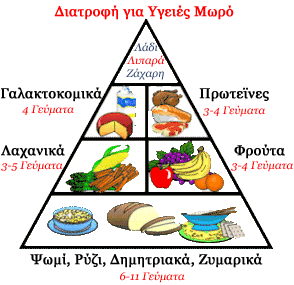 Διατροφή για Υγειές Μωρό
Λάδι
Λιπαρά
Ζάχαρη
Γαλακτοκομικά
4 Γεύματα
Πρωτεΐνες
3-4 Γεύματα
Λαχανικά
3-5 Γεύματα
Φρούτα
3-4 Γεύματα
Ψωμί, Ρύζι, Δημητριακά, Ζυμαρικά
6-11 Γεύματα